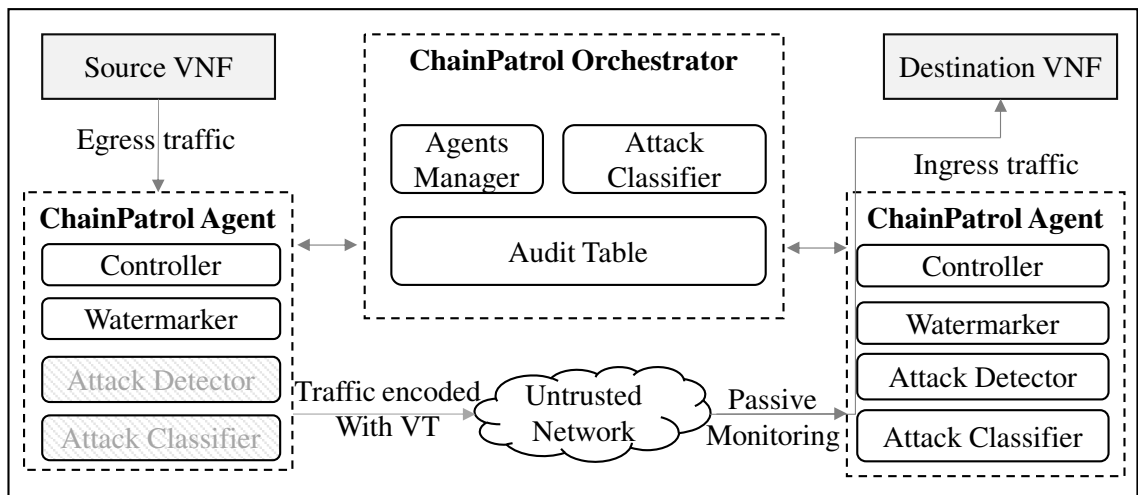 Source VNF
Egress traffic
ChainPatrol Agent
Controller
Watermarker
Attack Detector
Attack Classifier
ChainPatrol Orchestrator
Agents
Manager
Attack
Classifier
Audit Table
Traffic encoded
With VT
Untrusted
Network
Passive
Monitoring
Destination VNF
Ingress traffic
ChainPatrol Agent
Controller
Watermarker
Attack Detector
Attack Classifier